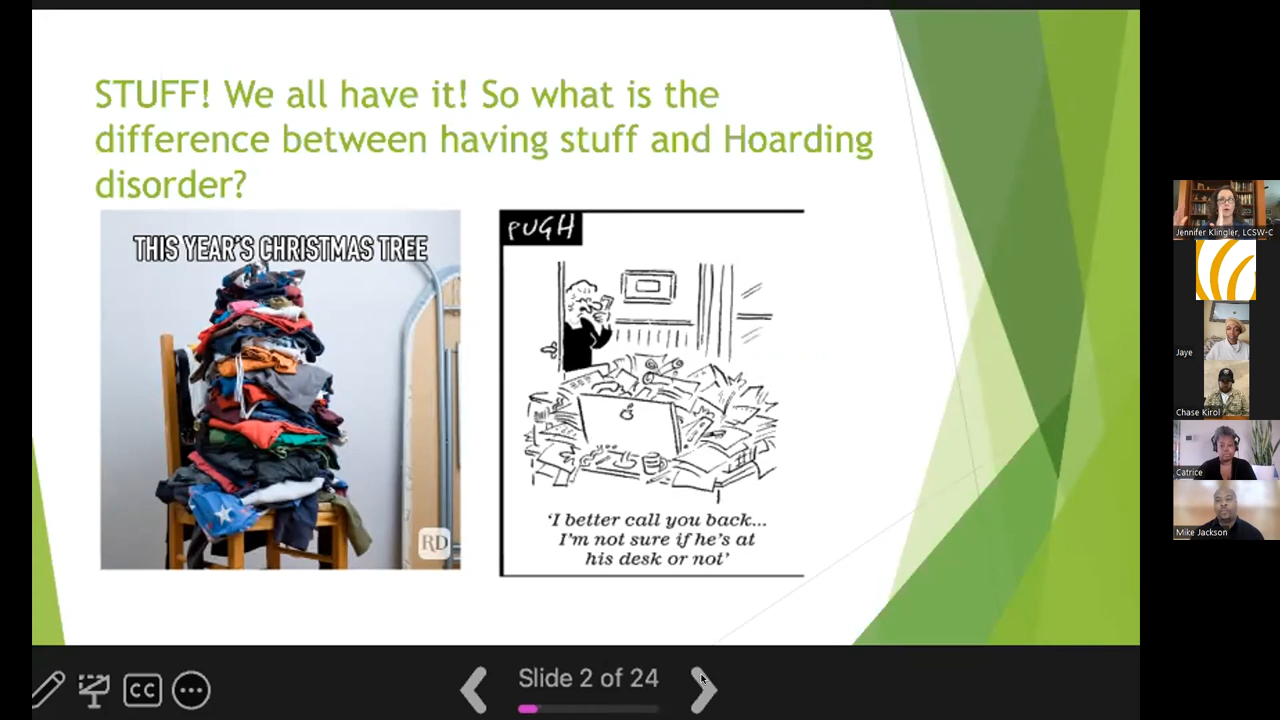 STUFF! We all have it! So what is the
difference between having stuff and Hoarding
disorder?
THIS YEAR'S CHRISTMAS TREE
RD
PUGH
'I better call you back...
I'm not sure if he's at
his desk or not'
Jennifer Klingler, LCSW-C
Jaye
Chase Kirol
Catrice
Mike Jackson
CC
Slide 2 of 24